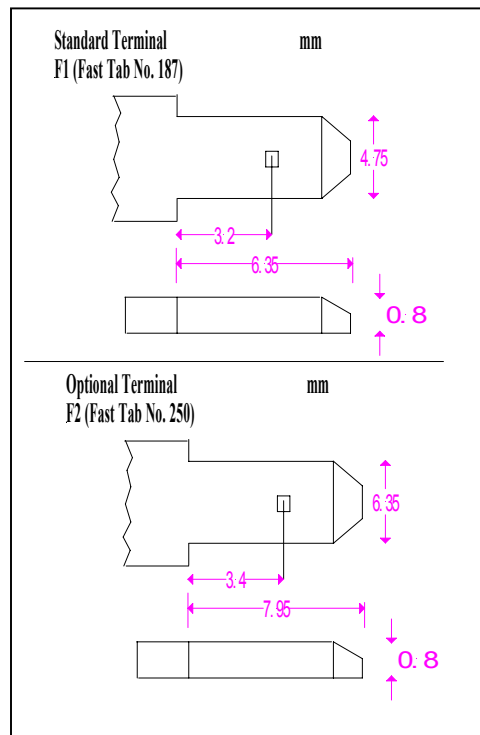 Standard Terminal mm
F1 (Fast Tab No. 187)
4.75
3.2
6.35
0.8
Optional Terminal mm
F2 (Fast Tab No. 250)
6.35
3.4
7.95
0.8